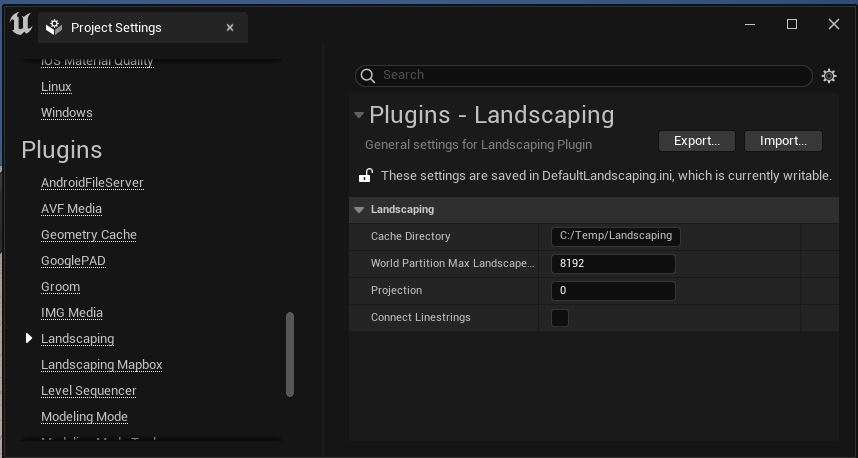 Project Settings
iOS Material Quality
Linux
Windows
Plugins
AndroidFileServer
AVF Media
Geometry Cache
GooglePAD
Groom
IMG Media
Landscaping
Landscaping Mapbox
Level Sequencer
Modeling Mode
Search
Plugins - Landscaping
General settings for Landscaping Plugin
Export...
Import...
These settings are saved in DefaultLandscaping.ini, which is currently writable.
Landscaping
Cache Directory C:/Temp/Landscaping
World Partition Max Landscape... 8192
Projection 0
Connect Linestrings